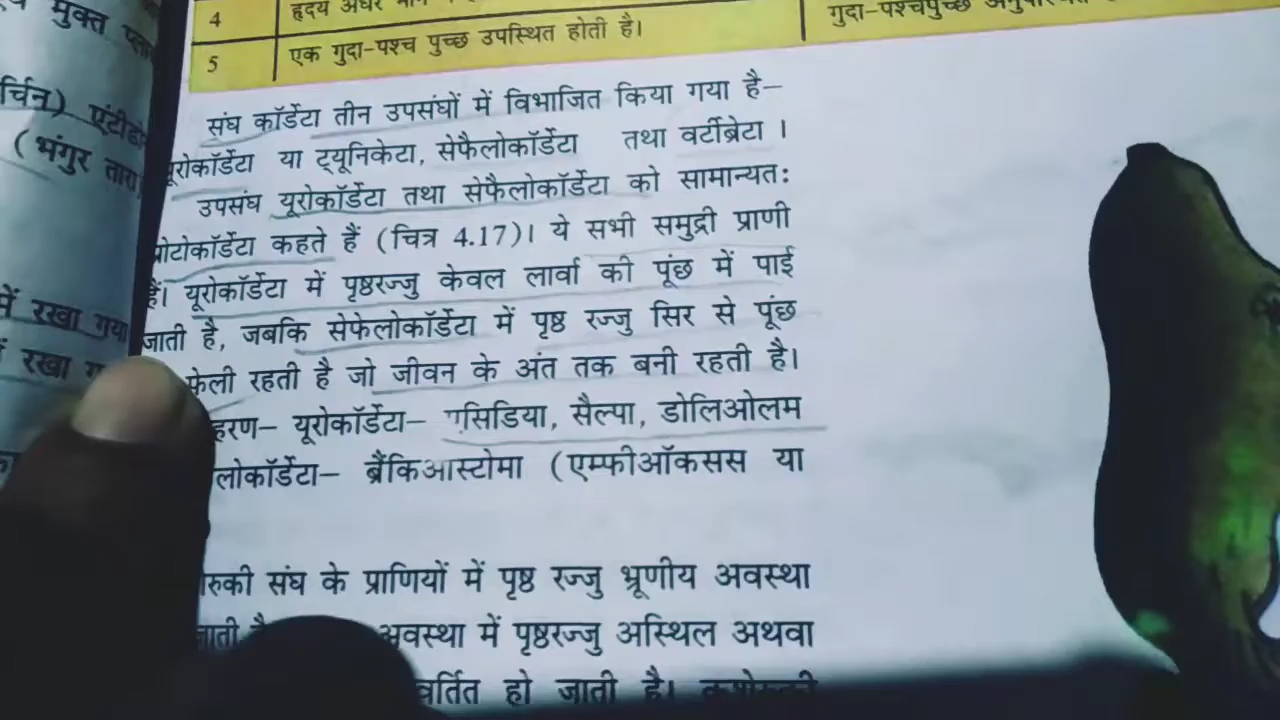 मुक्त
र्चिन) एंटीडो
(भंगुर तारा
में रखा गया
रखा
4 हृदय अधर
5 एक गुदा-पश्च पुच्छ उपस्थित होती है।
गुदा-पश्चपुच्छ
संघ कॉर्डेटा तीन उपसंघों में विभाजित किया गया है–
यूरोकॉर्डेटा या ट्यूनिकेटा, सेफैलोकॉर्डेटा तथा वर्टीब्रेटा ।
उपसंघ यूरोकॉर्डेटा तथा सेफैलोकॉर्डेटा को सामान्यतः
प्रोटोकॉर्डेटा कहते हैं (चित्र 4.17)। ये सभी समुद्री प्राणी
हैं। यूरोकॉर्डेटा में पृष्ठरज्जु केवल लार्वा की पूंछ में पाई
जाती है, जबकि सेफेलोकॉर्डेटा में पृष्ठ रज्जु सिर से पूंछ
फेली रहती है जो जीवन के अंत तक बनी रहती है।
हरण– यूरोकॉर्डेटा– एसिडिया, सैल्पा, डोलिओलम
लोकॉर्डेटा– ब्रैंकिआस्टोमा (एम्फीऑकसस या
रुकी संघ के प्राणियों में पृष्ठ रज्जु भ्रूणीय अवस्था
जाती अवस्था में पृष्ठरज्जु अस्थिल अथवा
वर्तित हो जाती है। कशेरुकी